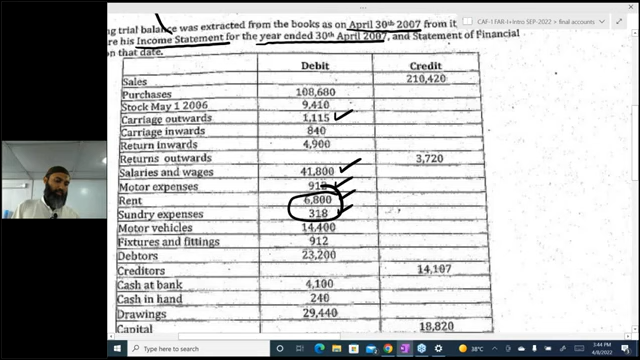 CAF-1 FAR-I+Intro SEP-2022 > final accounts
ng trial balance was extracted from the books as on April 30th 2007 from it
re his Income Statement for the year ended 30th April 2007, and Statement of Financial
on that date.
Debit Credit
Sales 210,420
Purchases 108,680
Stock May 1 2006 9,410
Carriage outwards 1,115
Carriage inwards 840
Return inwards 4,900
Returns outwards 3,720
Salaries and wages 41,800
Motor expenses 912
Rent 6,800
Sundry expenses 318
Motor vehicles 14,400
Fixtures and fittings 912
Debtors 23,200
Creditors 14,107
Cash at bank 4,100
Cash in hand 240
Drawings 29,440
Capital 18,820
38°C
3:44 PM
4/8/2022